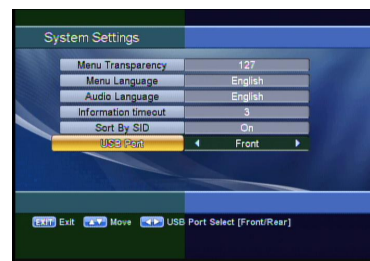 System Settings
Menu Transparency 127
Menu Language English
Audio Language English
Information timeout 3
Sort By SID On
USB Port Front
EXIT Exit Move USB Port Select [Front/Rear]